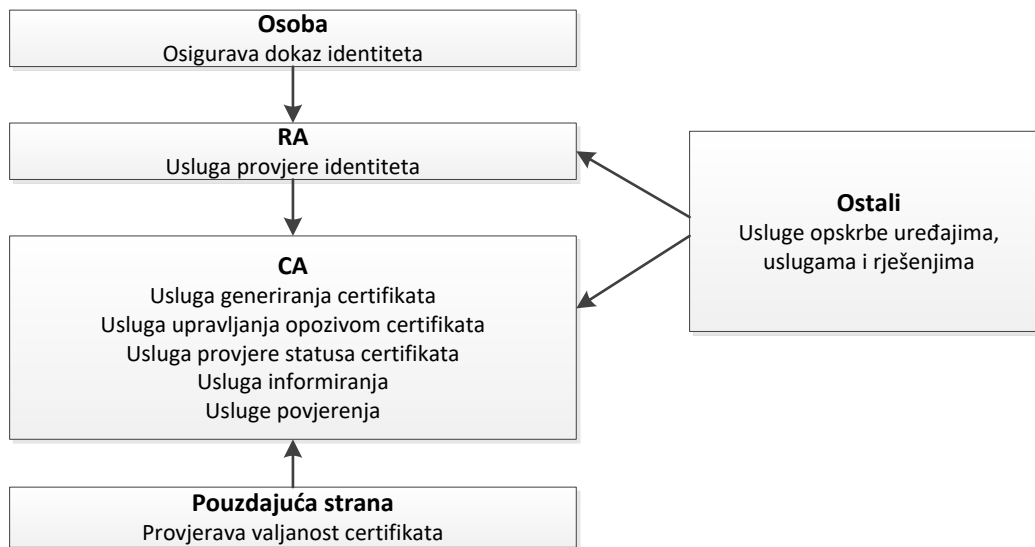 Osoba
Osigurava dokaz identiteta
RA
Usluga provjere identiteta
Ostali
Usluge opskrbe uređajima,
uslugama i rješenjima
CA
Usluga generiranja certifikata
Usluga upravljanja opozivom certifikata
Usluga provjere statusa certifikata
Usluga informiranja
Usluge povjerenja
Pouzdajuća strana
Provjerava valjanost certifikata